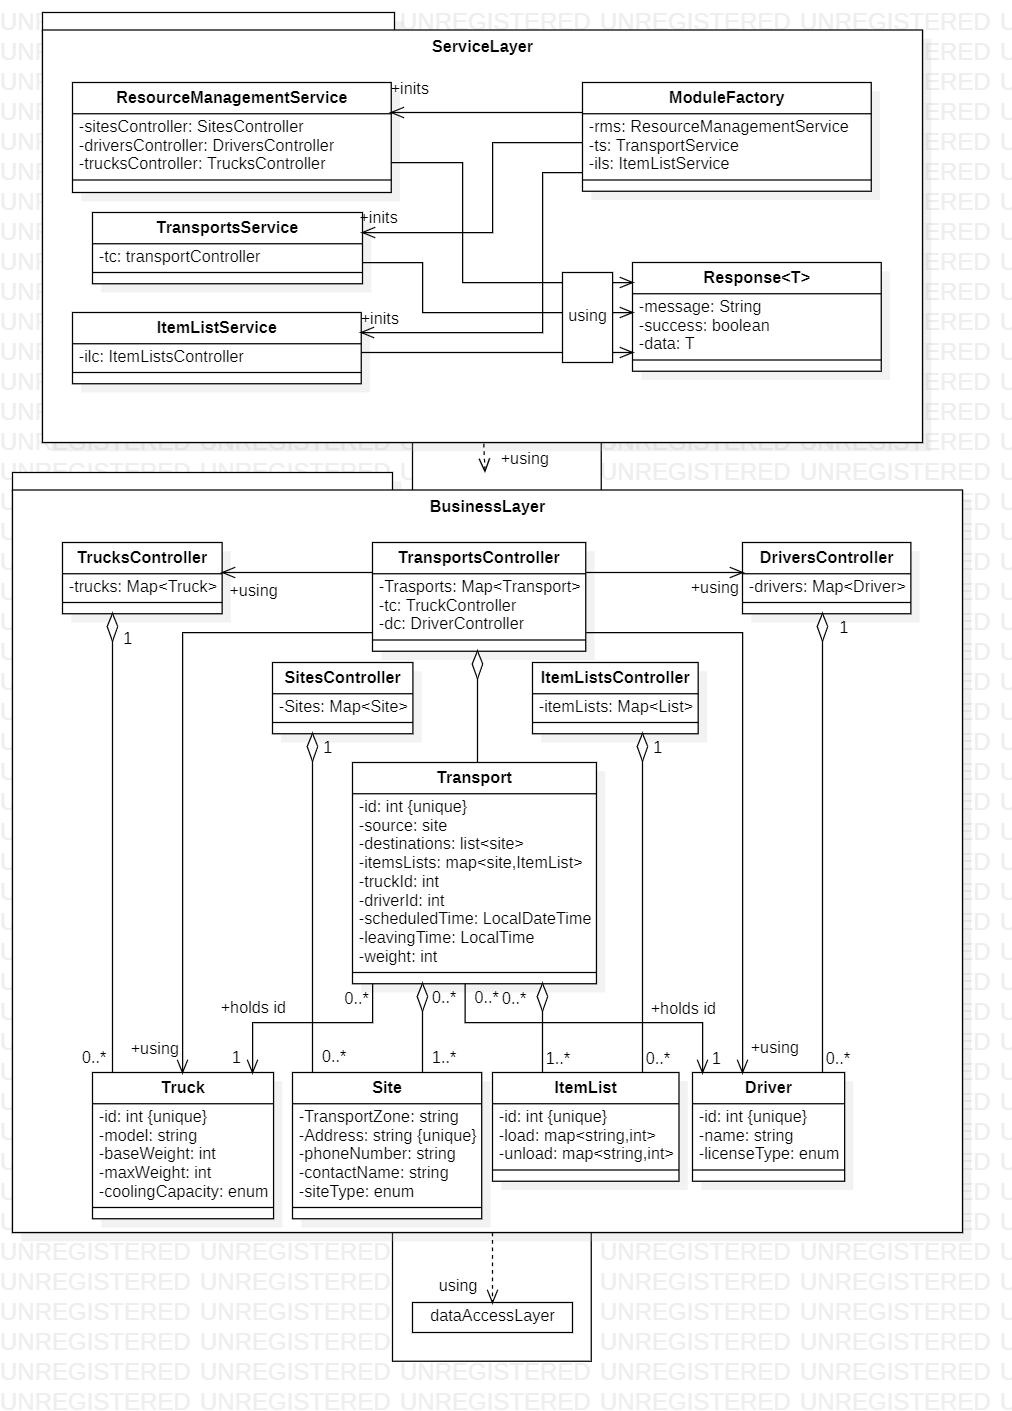 ServiceLayer
ResourceManagementService
-sitesController: SitesController
-driversController: DriversController
-trucksController: TrucksController
+inits
ModuleFactory
-rms: ResourceManagementService
-ts: TransportService
-ils: ItemListService
TransportsService
-tc: transportController
+inits
ItemListService
-ilc: ItemListsController
+inits
using
Response<T>
-message: String
-success: boolean
-data: T
+using
BusinessLayer
TrucksController
-trucks: Map<Truck>
+using
1
TransportsController
-Trasports: Map<Transport>
-tc: TruckController
-dc: DriverController
DriversController
-drivers: Map<Driver>
+using
1
SitesController
-Sites: Map<Site>
1
ItemListsController
-itemLists: Map<List>
1
Transport
-id: int {unique}
-source: site
-destinations: list<site>
-itemsLists: map<site,ItemList>
-truckId: int
-driverId: int
-scheduledTime: LocalDateTime
-leavingTime: LocalTime
-weight: int
0..*
0..*
0..*
0..*
+holds id
+holds id
0..*
+using
1
0..*
1..*
1..*
0..*
1
+using
0..*
Truck
-id: int {unique}
-model: string
-baseWeight: int
-maxWeight: int
-coolingCapacity: enum
Site
-TransportZone: string
-Address: string {unique}
-phoneNumber: string
-contactName: string
-siteType: enum
ItemList
-id: int {unique}
-load: map<string,int>
-unload: map<string,int>
Driver
-id: int {unique}
-name: string
-licenseType: enum
using
dataAccessLayer
UNREGISTERED